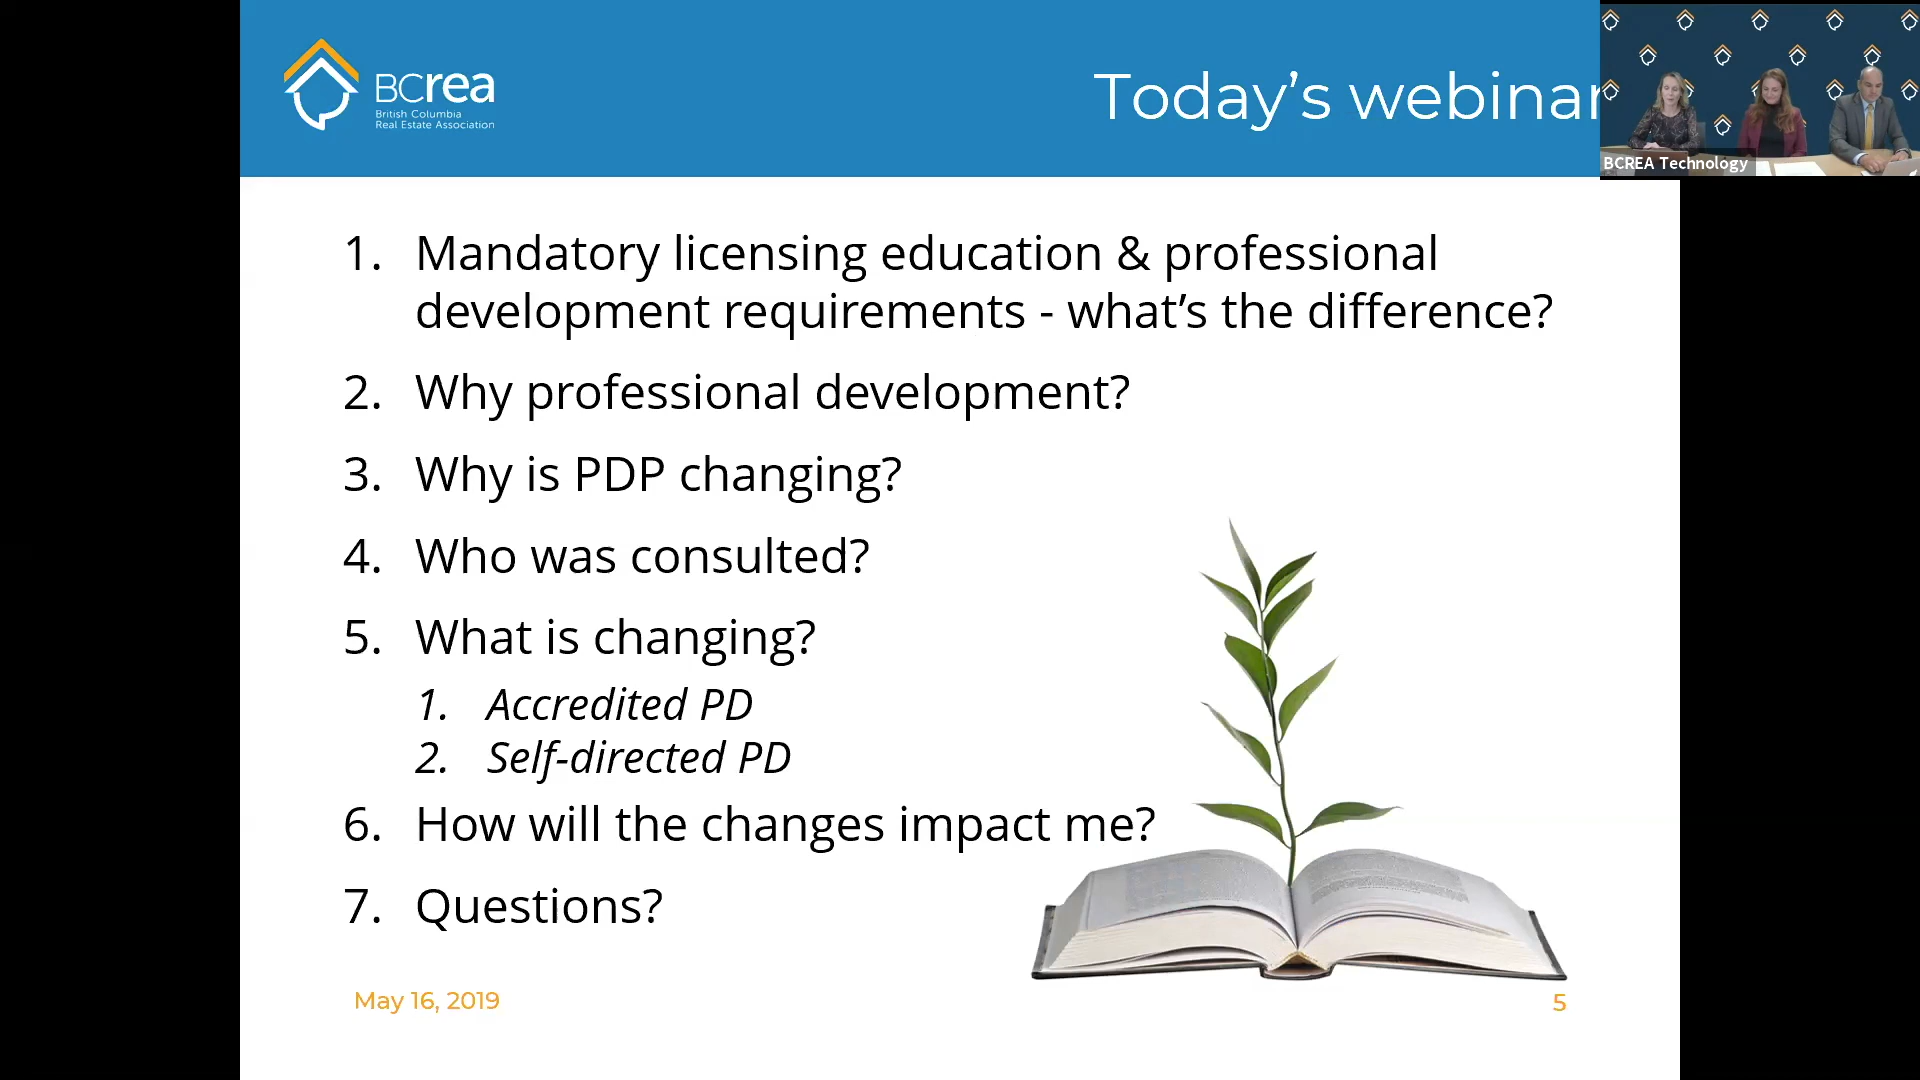 BCrea
British Columbia
Real Estate Association
Today's webinar
BCREA Technology
1. Mandatory licensing education & professional
development requirements - what's the difference?
2. Why professional development?
3. Why is PDP changing?
4. Who was consulted?
5. What is changing?
1. Accredited PD
2. Self-directed PD
6. How will the changes impact me?
7. Questions?
May 16, 2019
5